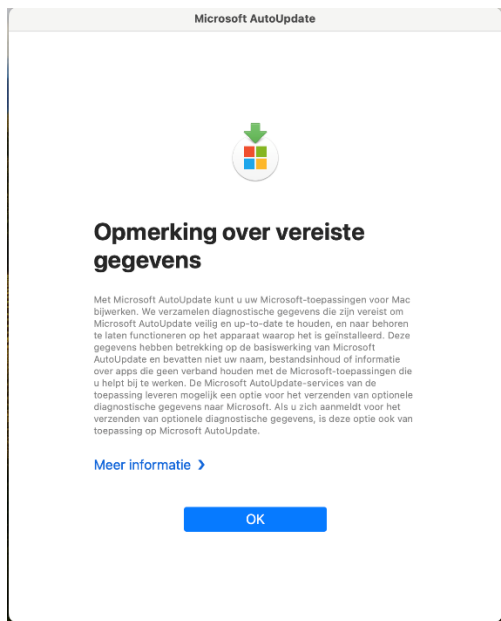 Microsoft AutoUpdate
Opmerking over vereiste
gegevens
Met Microsoft AutoUpdate kunt u uw Microsoft-toepassingen voor Mac
bijwerken. We verzamelen diagnostische gegevens die zijn vereist om
Microsoft AutoUpdate veilig en up-to-date te houden, en naar behoren
te laten functioneren op het apparaat waarop het is geïnstalleerd. Deze
gegevens hebben betrekking op de basiswerking van Microsoft
AutoUpdate en bevatten niet uw naam, bestandsinhoud of informatie
over apps die geen verband houden met de Microsoft-toepassingen die
u helpt bij te werken. De Microsoft AutoUpdate-services van de
toepassing leveren mogelijk een optie voor het verzenden van optionele
diagnostische gegevens naar Microsoft. Als u zich aanmeldt voor het
verzenden van optionele diagnostische gegevens, is deze optie ook van
toepassing op Microsoft AutoUpdate.
Meer informatie ❯
OK